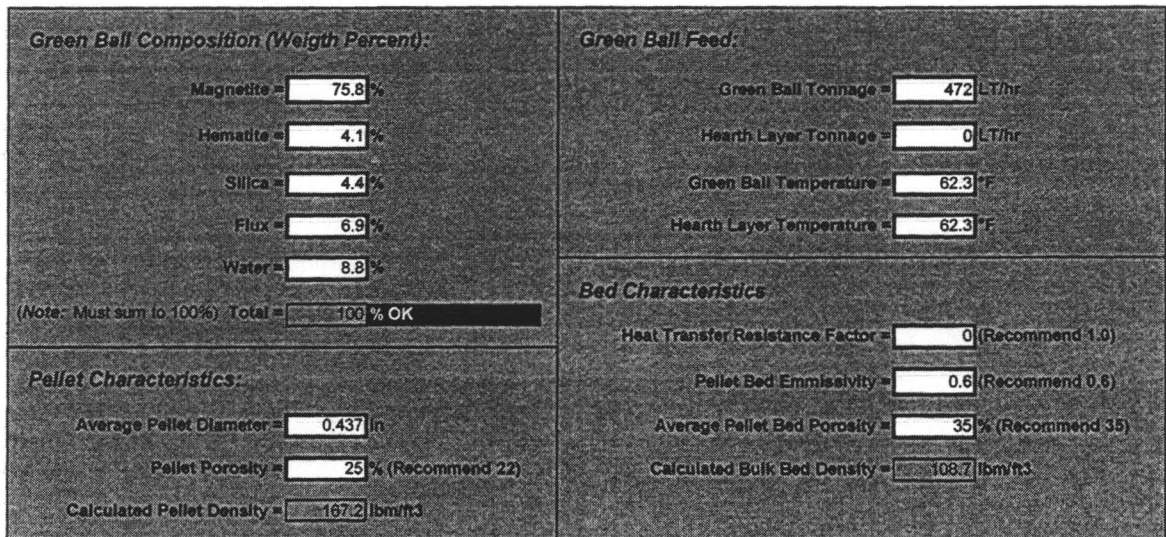 Green Ball Composition (Weigth Percent):
Magnetite = 75.8 %
Hematite = 4.1 %
Silica = 4.4 %
Flux = 6.9 %
Water = 8.8 %
(Note: Must sum to 100%) Total = 100 % OK
Pellet Characteristics:
Average Pellet Diameter = 0.437 in
Pellet Porosity = 25 % (Recommend 22)
Calculated Pellet Density = 167.2 lbm/ft3
Green Ball Feed:
Green Ball Tonnage = 472 LT/hr
Hearth Layer Tonnage = 0 LT/hr
Green Ball Temperature = 62.3 °F
Hearth Layer Temperature = 62.3 °F
Bed Characteristics
Heat Transfer Resistance Factor = 0 (Recommend 1.0)
Pellet Bed Emmissivity = 0.6 (Recommend 0.6)
Average Pellet Bed Porosity = 35 % (Recommend 35)
Calculated Bulk Bed Density = 108.7 lbm/ft3